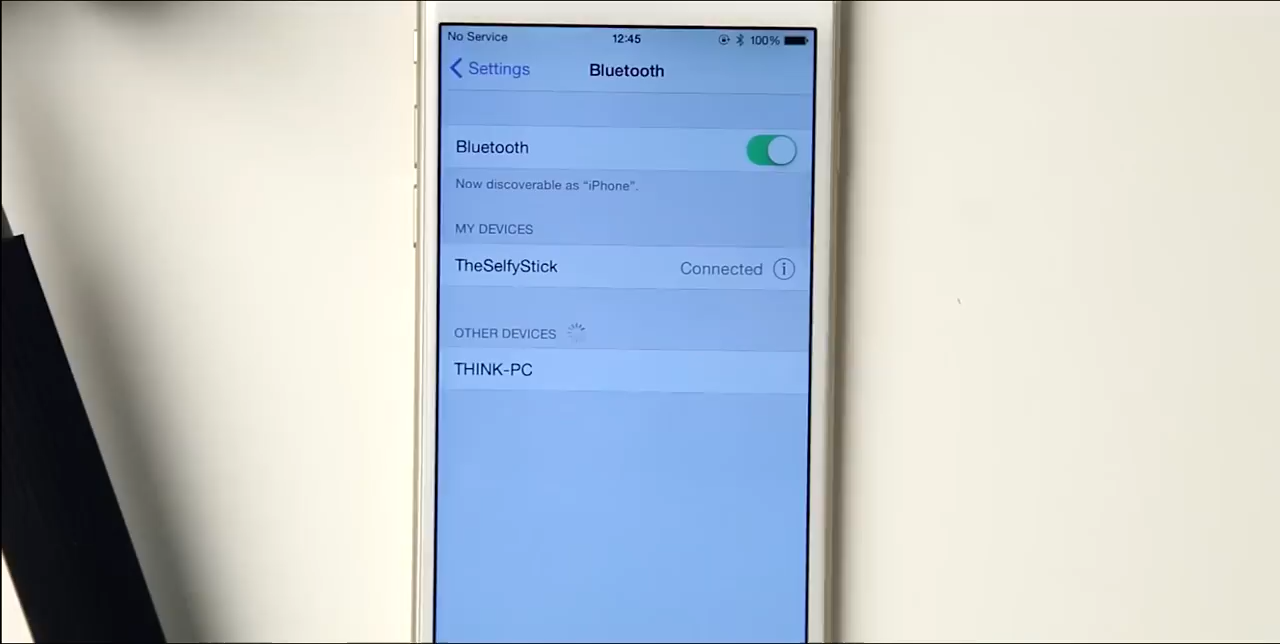 No Service 12:45 100%
Settings Bluetooth
Bluetooth
Now discoverable as “iPhone”.
MY DEVICES
TheSelfyStick Connected i
OTHER DEVICES
THINK-PC